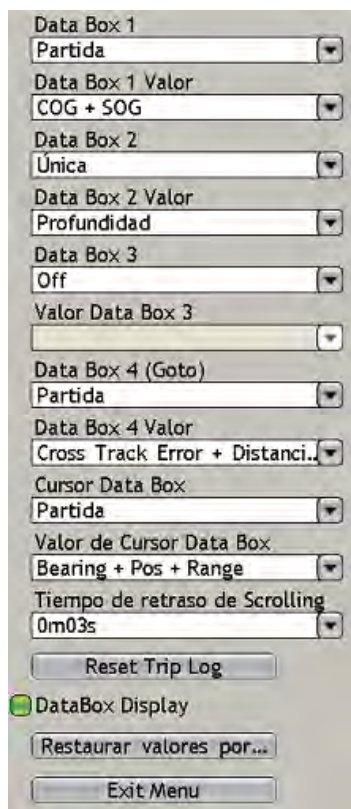 Data Box 1
Partida
Data Box 1 Valor
COG + SOG
Data Box 2
Única
Data Box 2 Valor
Profundidad
Data Box 3
Off
Valor Data Box 3
Data Box 4 (Goto)
Partida
Data Box 4 Valor
Cross Track Error + Distanci..
Cursor Data Box
Partida
Valor de Cursor Data Box
Bearing + Pos + Range
Tiempo de retraso de Scrolling
0m03s
Reset Trip Log
DataBox Display
Restaurar valores por...
Exit Menu